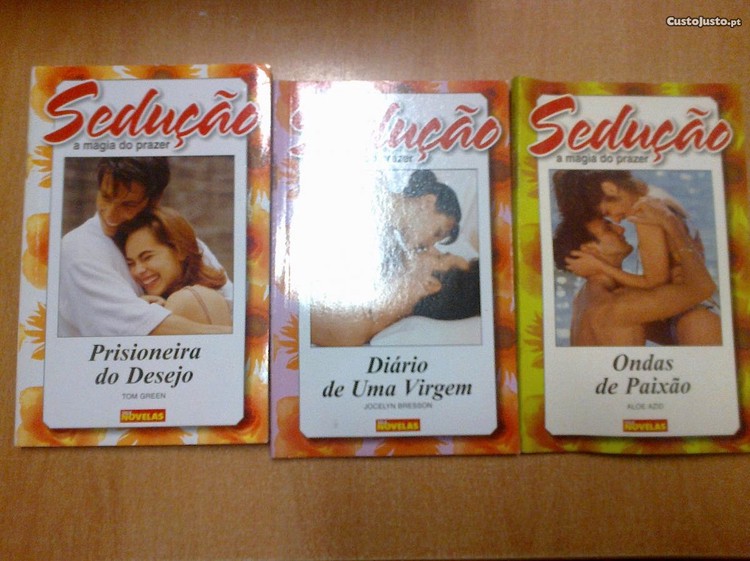 CustoJusto.pt
Sedução
a magia do prazer
Prisioneira
do Desejo
TOM GREEN
NOVELAS
Sedução
prazer
Diário
de Uma Virgem
JOCELYN BRESSON
NOVELAS
Sedução
a magia do prazer
Ondas
de Paixão
ALOE AZID
NOVELAS